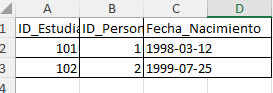 A B C D
1 ID_Estudia ID_Person Fecha_Nacimiento
2 101 1 1998-03-12
3 102 2 1999-07-25